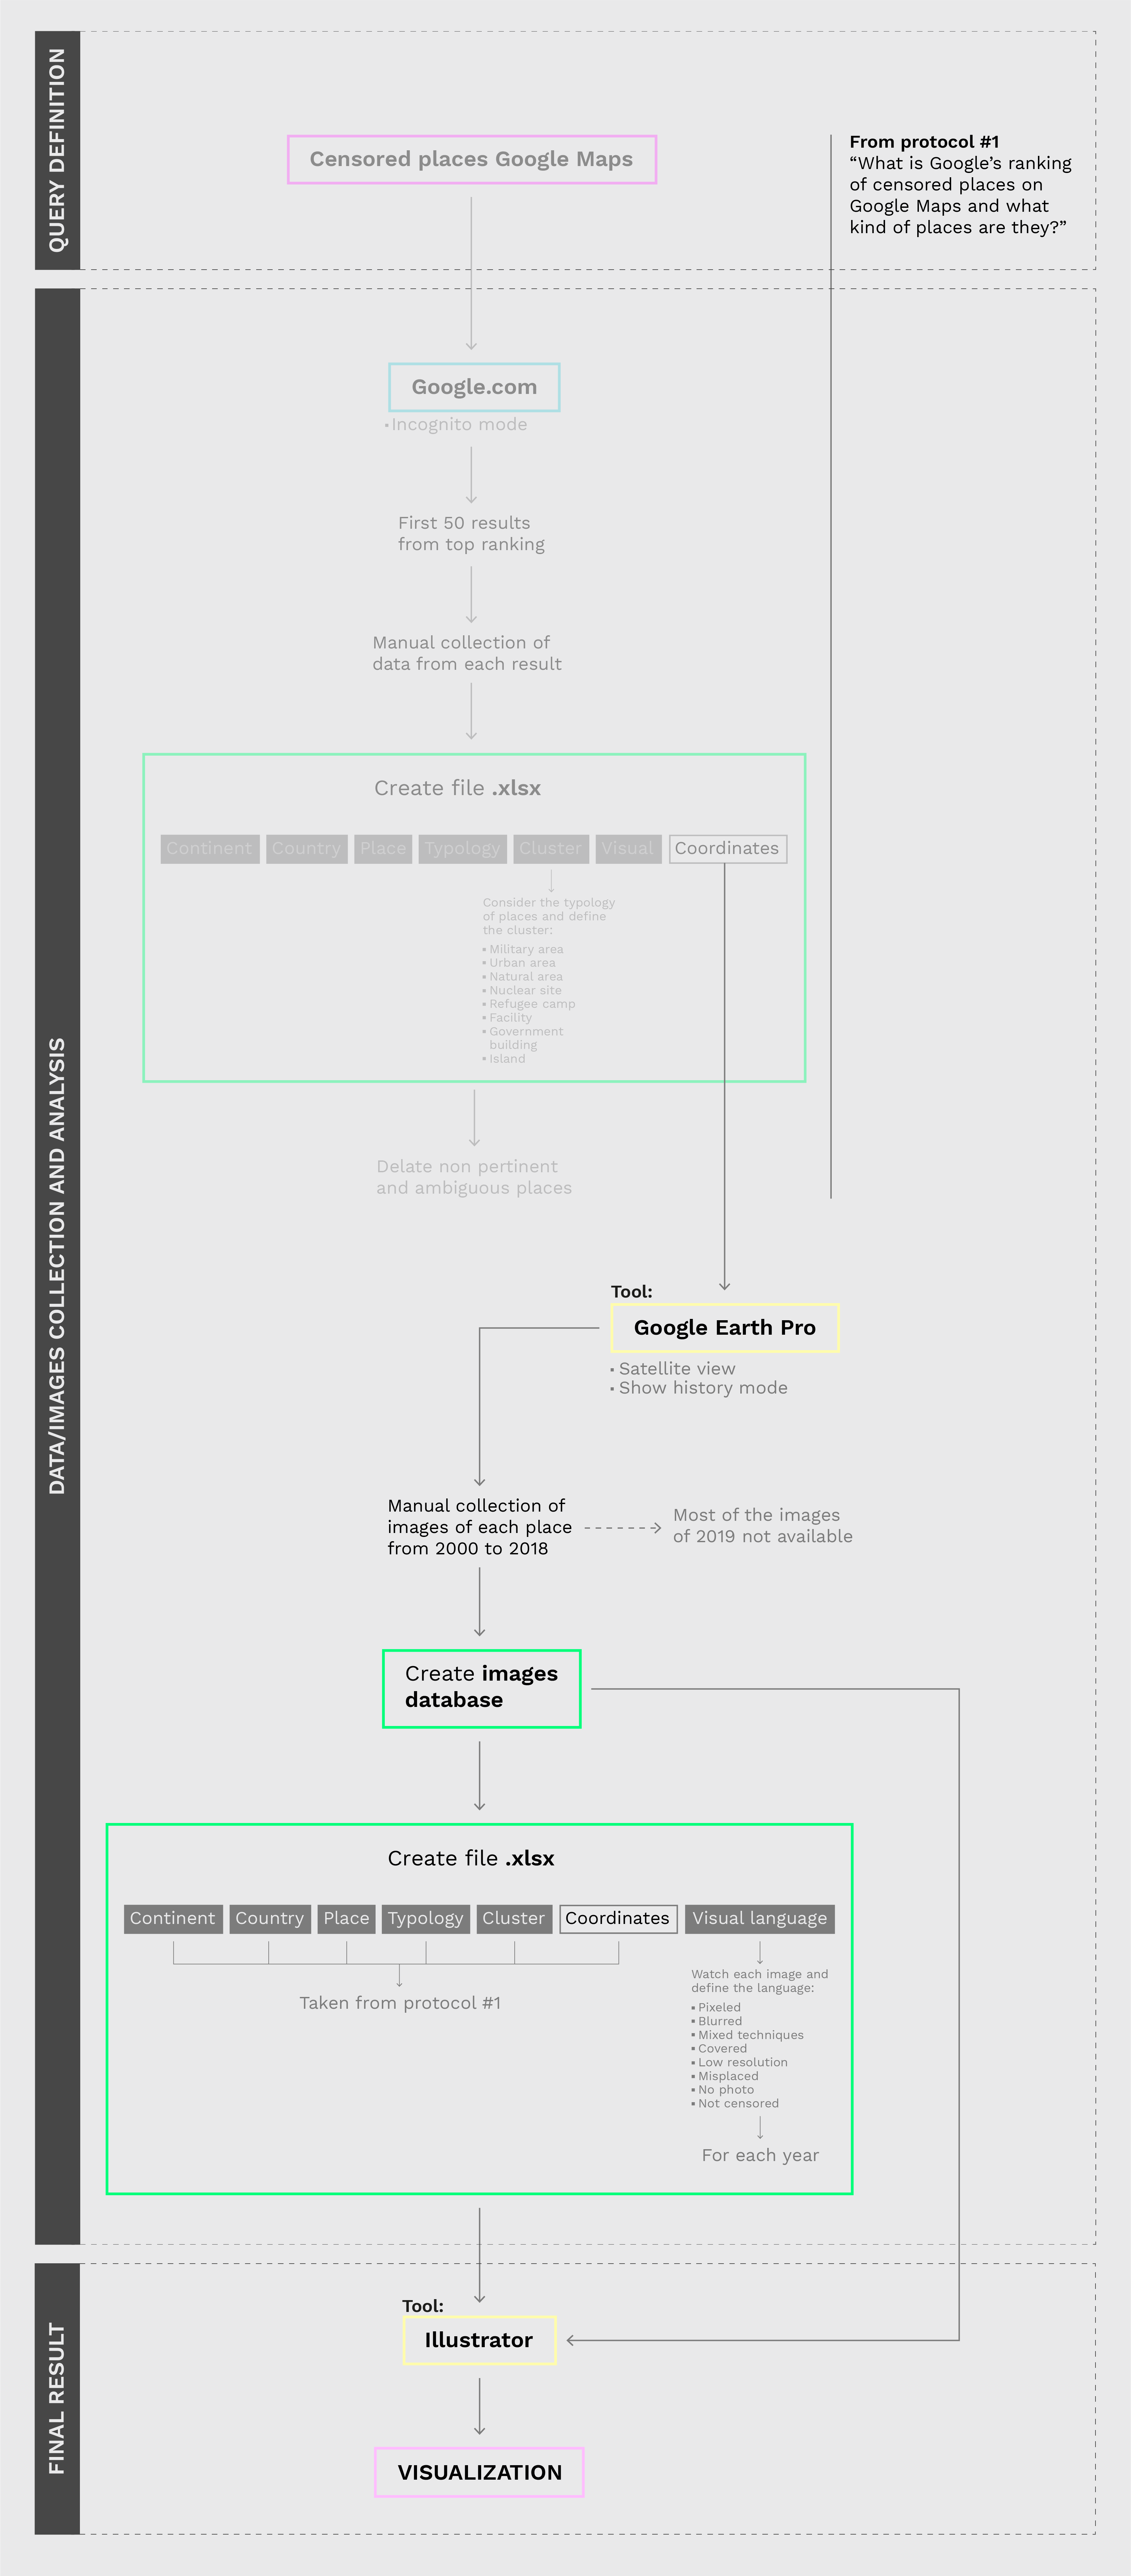 QUERY DEFINITION
Censored places Google Maps
From protocol #1
“What is Google’s ranking
of censored places on
Google Maps and what
kind of places are they?”
DATA/IMAGES COLLECTION AND ANALYSIS
Google.com
▪ Incognito mode
First 50 results
from top ranking
Manual collection of
data from each result
Create file .xlsx
Continent Country Place Typology Cluster Visual Coordinates
Consider the typology
of places and define
the cluster:
▪ Military area
▪ Urban area
▪ Natural area
▪ Nuclear site
▪ Refugee camp
▪ Facility
▪ Government
building
▪ Island
Delate non pertinent
and ambiguous places
Tool:
Google Earth Pro
▪ Satellite view
▪ Show history mode
Manual collection of
images of each place
from 2000 to 2018
Most of the images
of 2019 not available
Create images
database
Create file .xlsx
Continent Country Place Typology Cluster Coordinates Visual language
Taken from protocol #1
Watch each image and
define the language:
▪ Pixeled
▪ Blurred
▪ Mixed techniques
▪ Covered
▪ Low resolution
▪ Misplaced
▪ No photo
▪ Not censored
For each year
FINAL RESULT
Tool:
Illustrator
VISUALIZATION